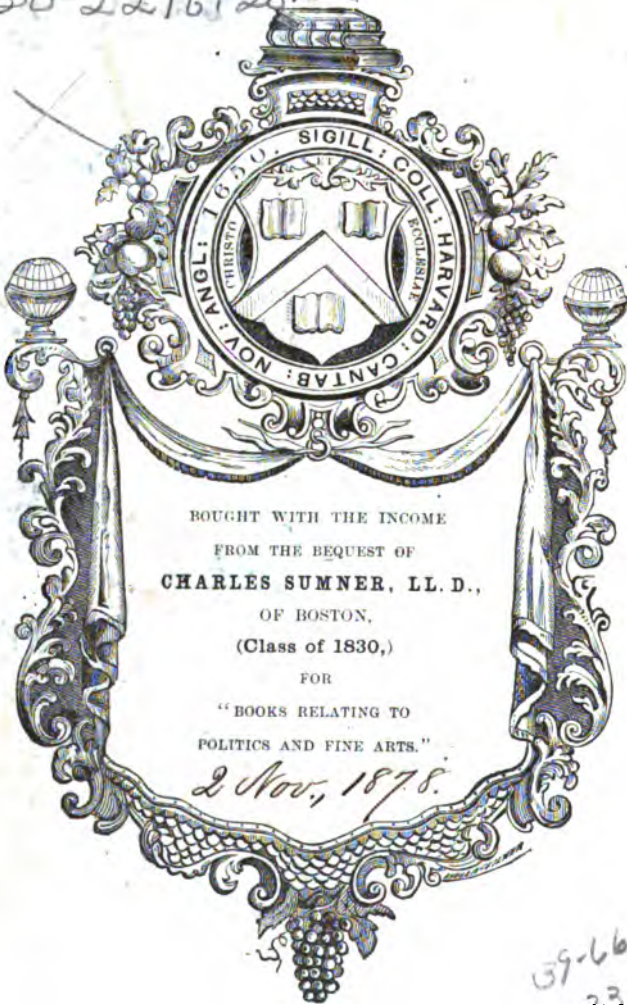 SIGILL: COLL: HARVARD: CANTAB: NOV: ANGL: 1650.
CHRISTO ET ECCLESIAE
BOUGHT WITH THE INCOME
FROM THE BEQUEST OF
CHARLES SUMNER, LL. D.,
OF BOSTON,
(Class of 1830,)
FOR
"BOOKS RELATING TO
POLITICS AND FINE ARTS."
2 Nov., 1878.
39-66